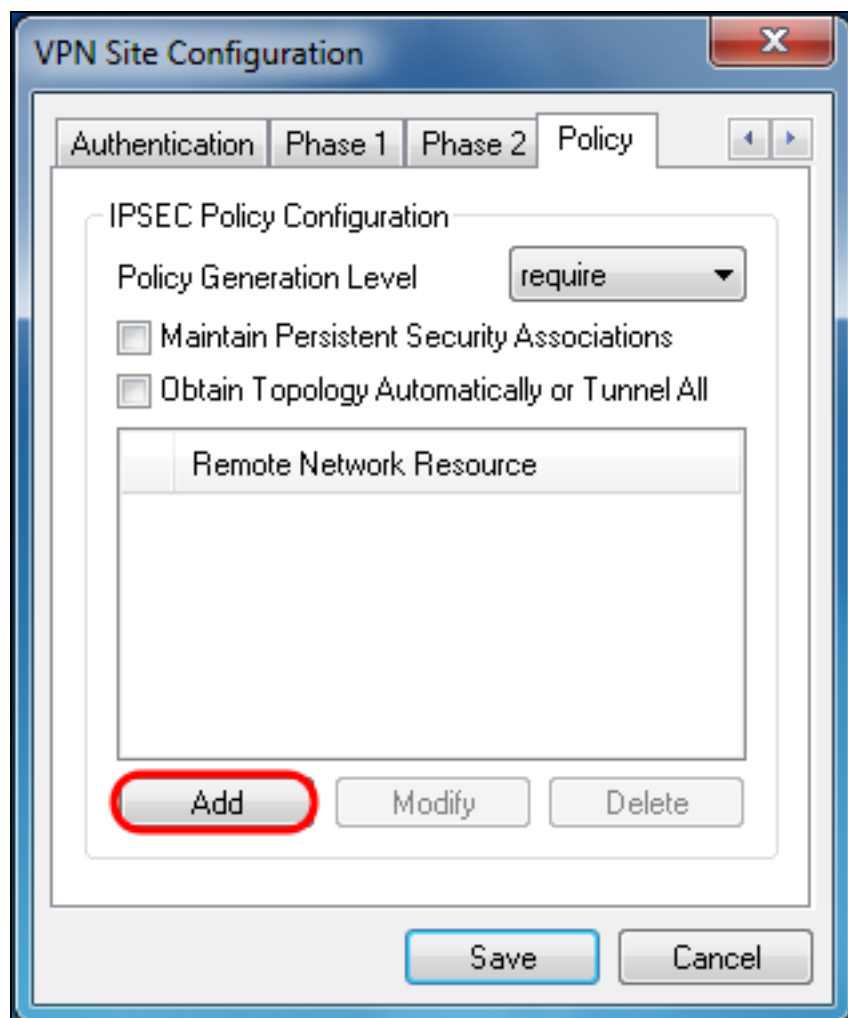 VPN Site Configuration
Authentication Phase 1 Phase 2 Policy
IPSEC Policy Configuration
Policy Generation Level require
Maintain Persistent Security Associations
Obtain Topology Automatically or Tunnel All
Remote Network Resource
Add Modify Delete
Save Cancel